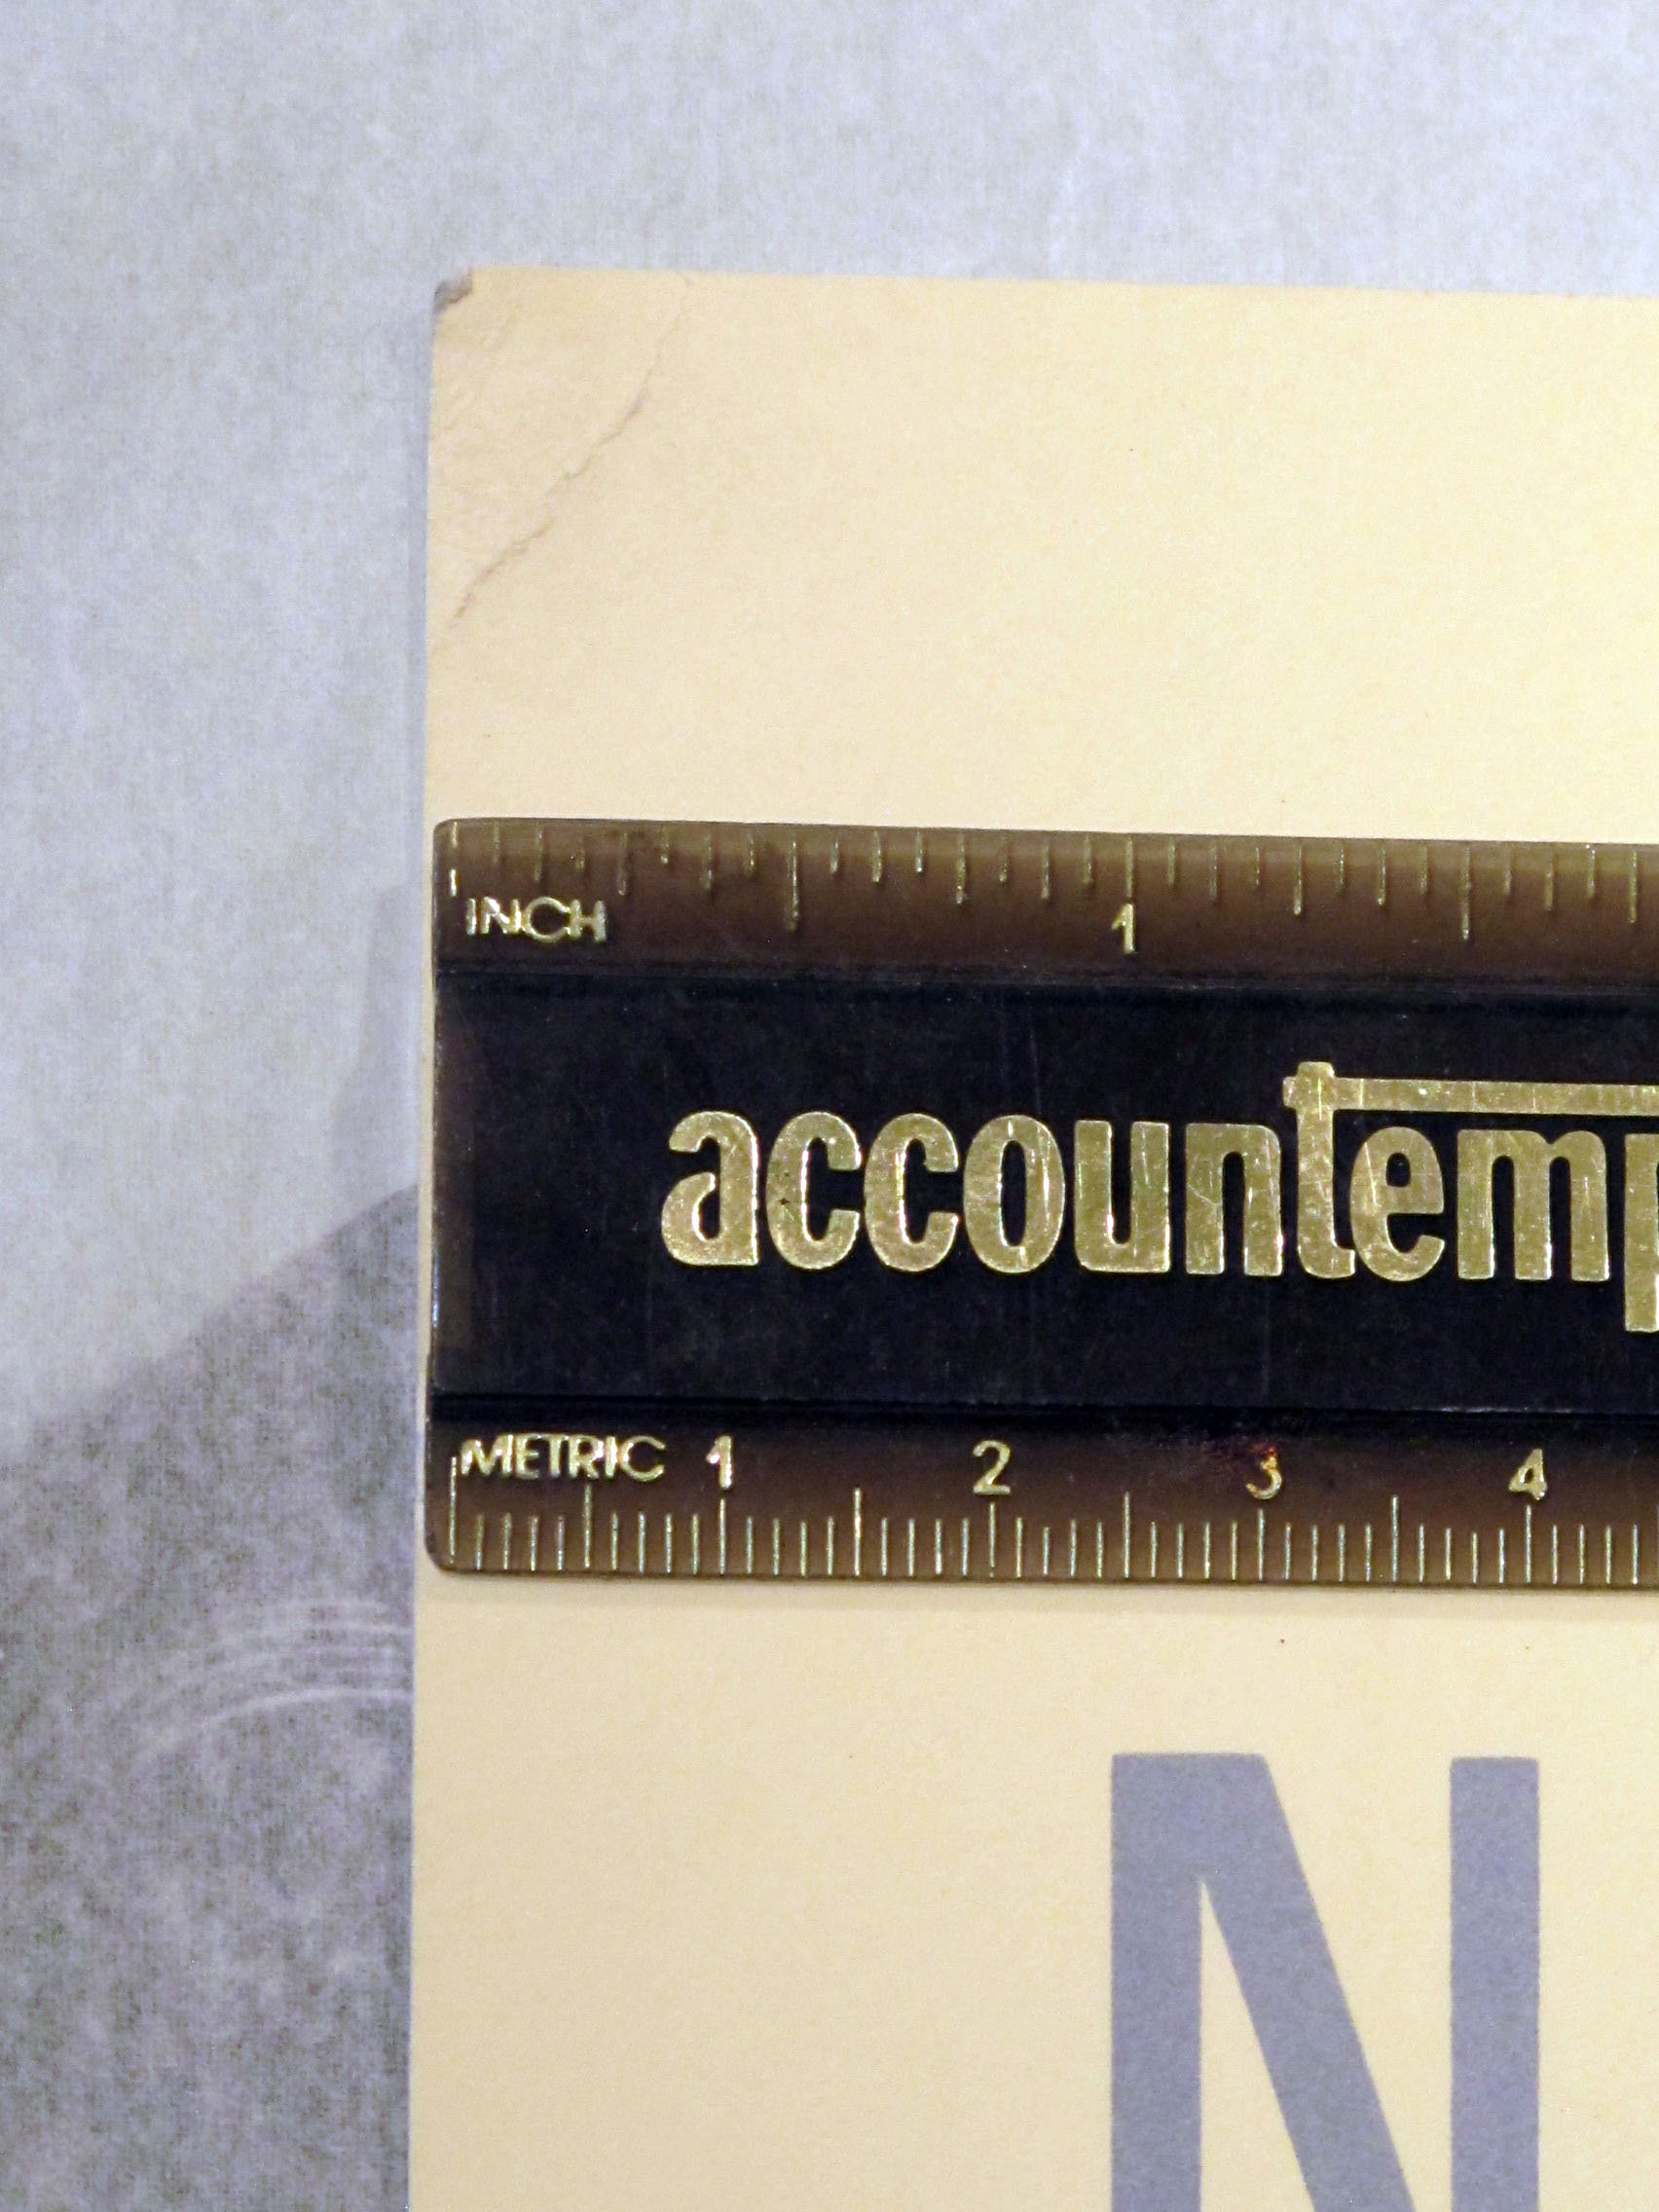 INCH 1
accountemp
METRIC 1 2 3 4
N